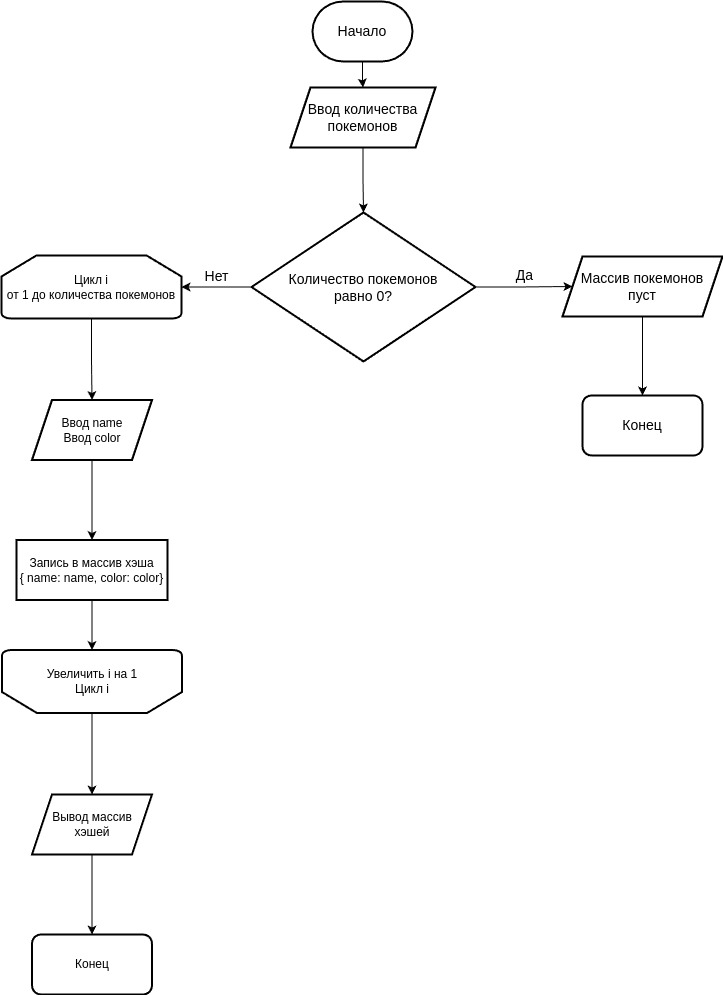 Начало
Ввод количества
покемонов
Количество покемонов
равно 0?
Нет
Да
Цикл i
от 1 до количества покемонов
Массив покемонов
пуст
Конец
Ввод name
Ввод color
Запись в массив хэша
{ name: name, color: color}
Увеличить i на 1
Цикл i
Вывод массив
хэшей
Конец